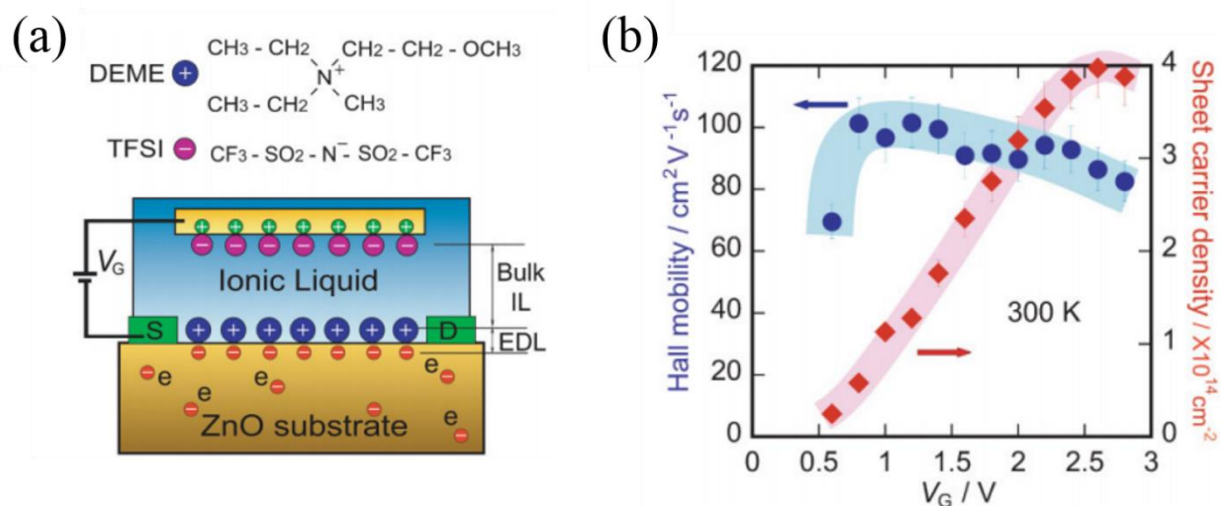 (a)
CH3 - CH2
CH2 - CH2 - OCH3
DEME +
N+
CH3 - CH2
CH3
TFSI −
CF3 - SO2 - N− - SO2 - CF3
+ + + + + + +
− − − − − − −
VG
Ionic Liquid
Bulk
IL
S
+ + + + + + +
D
EDL
− − − − − − −
e
e
e
e
e
ZnO substrate
(b)
Hall mobility / cm2 V-1s-1
120
100
80
60
40
20
0
0
0.5
1
1.5
2
2.5
3
VG / V
300 K
4
3
2
1
0
Sheet carrier
density / X1014 cm-2